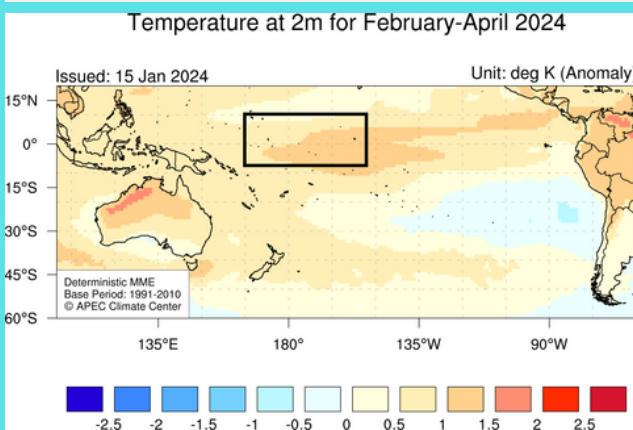 Temperature at 2m for February-April 2024
Issued: 15 Jan 2024
Unit: deg K (Anomaly)
15°N
0°
15°S
30°S
45°S
60°S
Deterministic MME
Base Period: 1991-2010
© APEC Climate Center
135°E 180° 135°W 90°W
-2.5 -2 -1.5 -1 -0.5 0 0.5 1 1.5 2 2.5